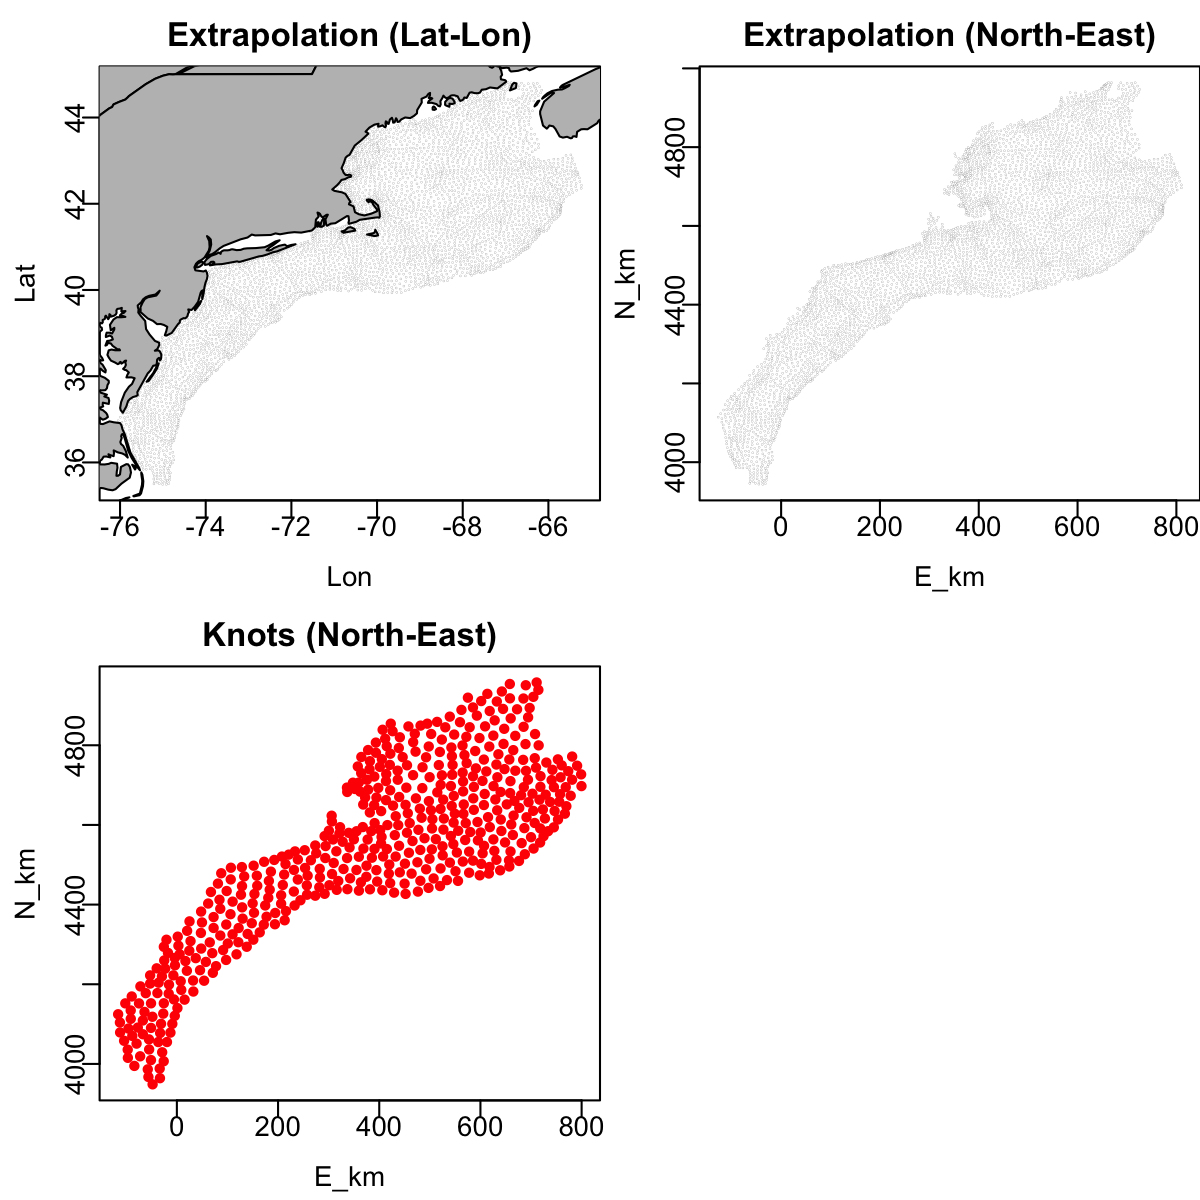 Extrapolation (Lat-Lon)
Lat
44
42
40
38
36
-76 -74 -72 -70 -68 -66
Lon
Extrapolation (North-East)
N_km
4800
4400
4000
0 200 400 600 800
E_km
Knots (North-East)
N_km
4800
4400
4000
0 200 400 600 800
E_km